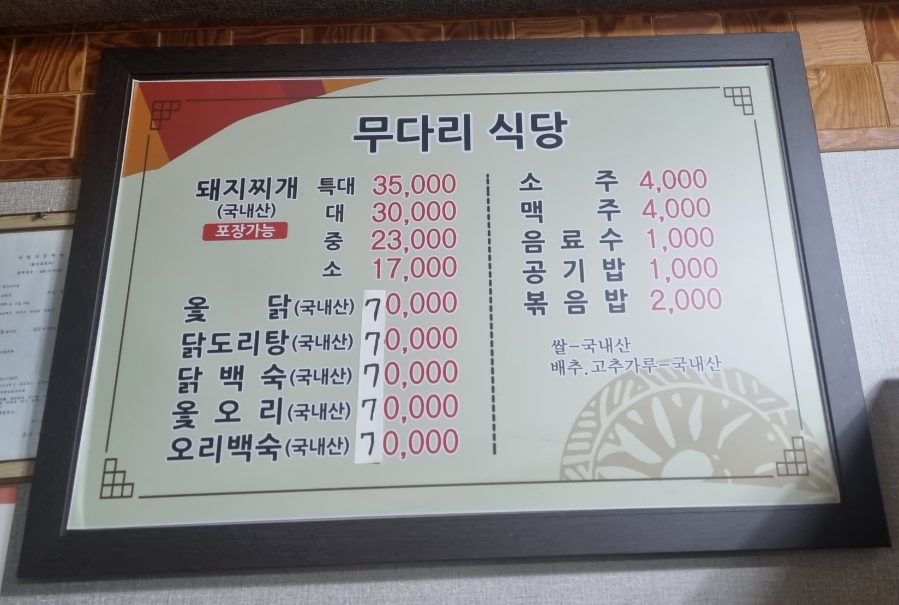 무다리 식당
돼지찌개 특대 35,000
(국내산) 대 30,000
포장가능 중 23,000
소 17,000
옻 닭(국내산) 70,000
닭도리탕(국내산) 70,000
닭 백 숙(국내산) 70,000
옻 오 리(국내산) 70,000
오리백숙(국내산) 70,000
소 주 4,000
맥 주 4,000
음 료 수 1,000
공 기 밥 1,000
볶 음 밥 2,000
쌀-국내산
배추.고추가루-국내산